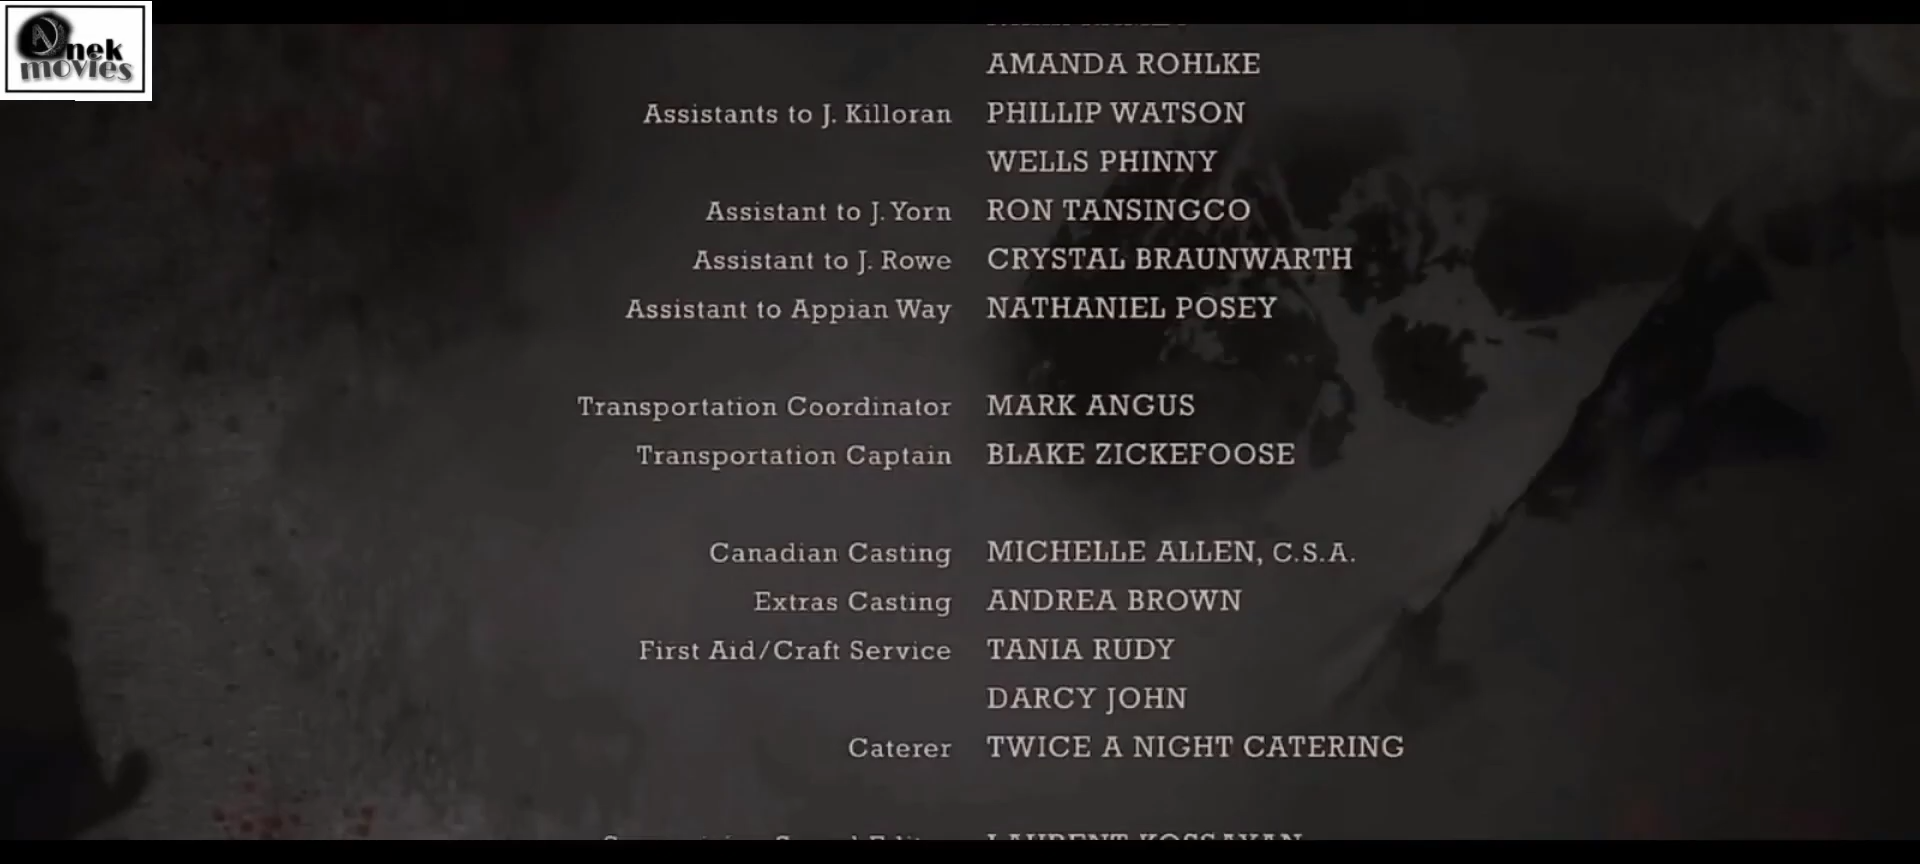 nek
movies
AMANDA ROHLKE
Assistants to J. Killoran PHILLIP WATSON
WELLS PHINNY
Assistant to J. Yorn RON TANSINGCO
Assistant to J. Rowe CRYSTAL BRAUNWARTH
Assistant to Appian Way NATHANIEL POSEY
Transportation Coordinator MARK ANGUS
Transportation Captain BLAKE ZICKEFOOSE
Canadian Casting MICHELLE ALLEN, C.S.A.
Extras Casting ANDREA BROWN
First Aid/Craft Service TANIA RUDY
DARCY JOHN
Caterer TWICE A NIGHT CATERING